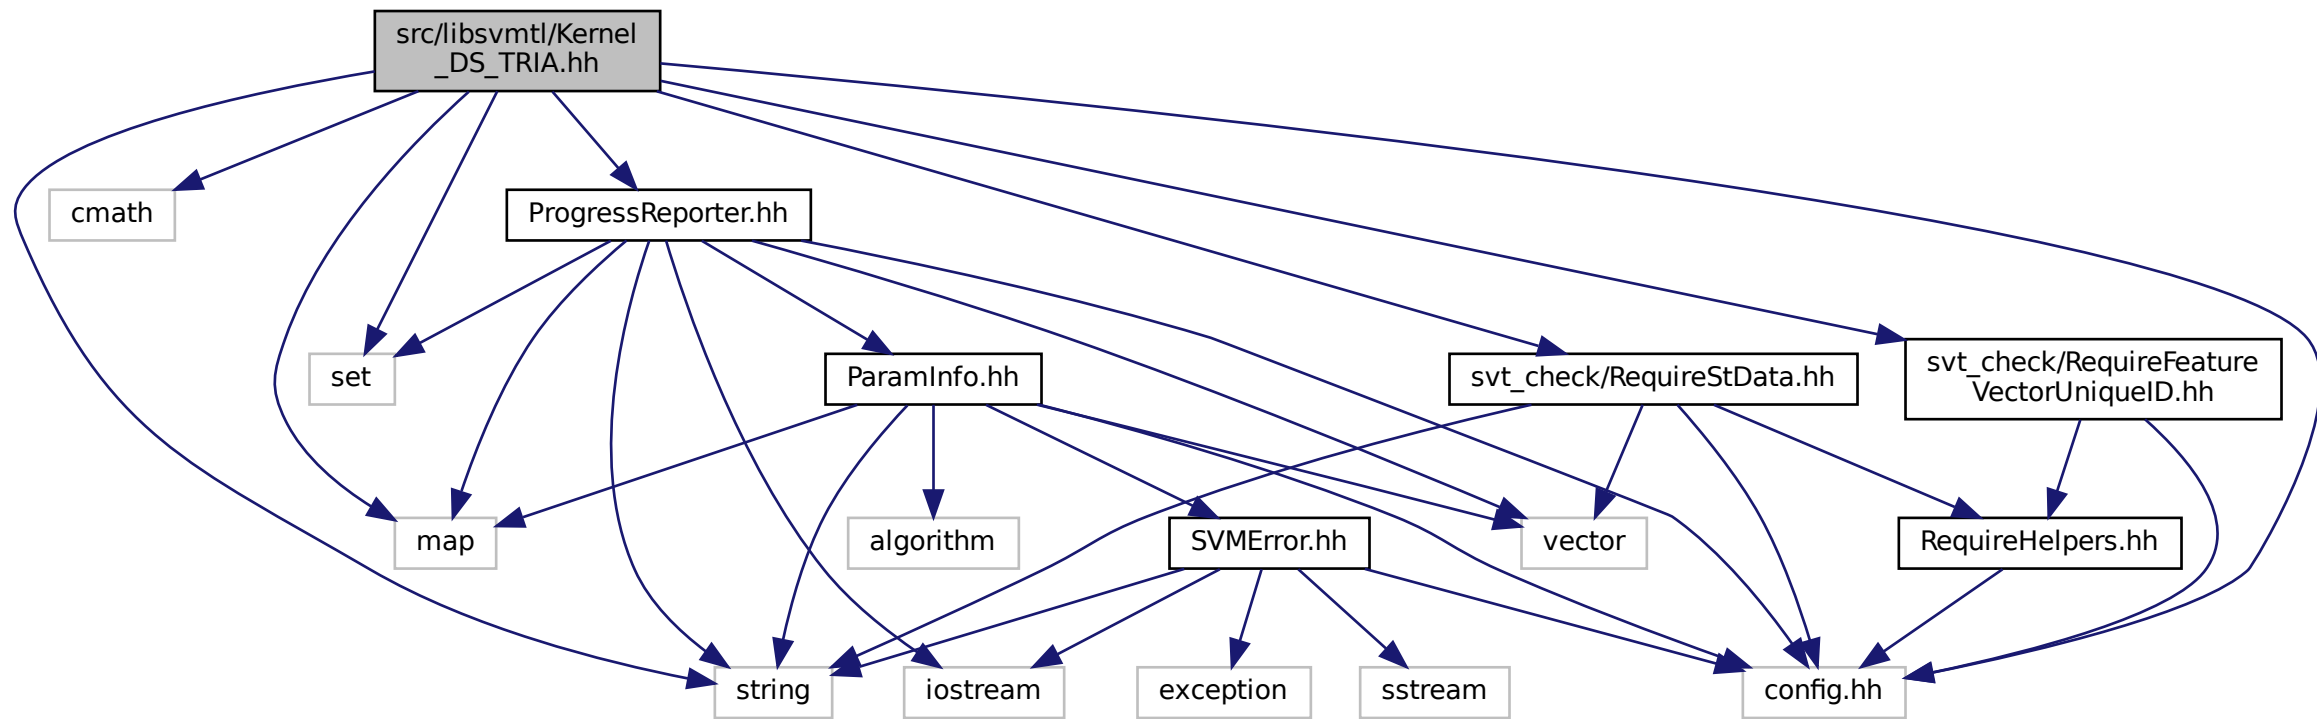 src/libsvmtl/Kernel
_DS_TRIA.hh
cmath
ProgressReporter.hh
set
ParamInfo.hh
svt_check/RequireStData.hh
svt_check/RequireFeature
VectorUniqueID.hh
map
algorithm
SVMError.hh
vector
RequireHelpers.hh
string
iostream
exception
sstream
config.hh